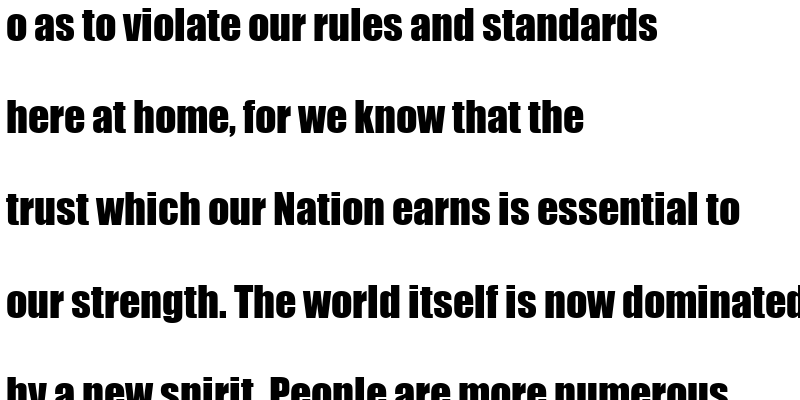 o as to violate our rules and standards
here at home, for we know that the
trust which our Nation earns is essential to
our strength. The world itself is now dominated
by a new spirit. People are more numerous